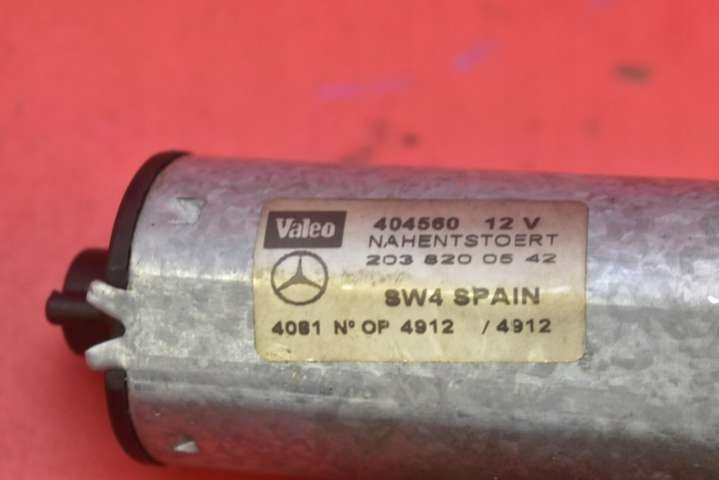 Valeo 404560 12 V
NAHENTSTOERT
203 820 05 42
SW4 SPAIN
4081 Nº OP 4912 / 4912